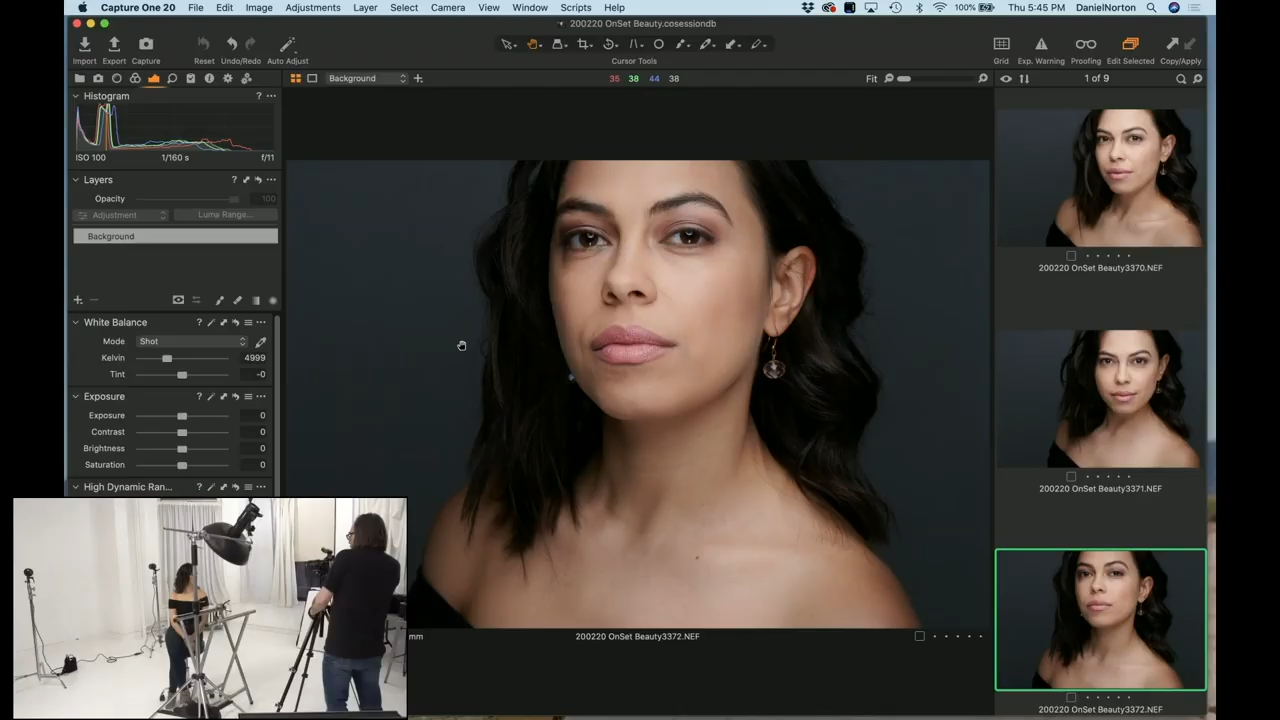 Capture One 20 File Edit Image Adjustments Layer Select Camera View Window Scripts Help 100% Thu 5:45 PM DanielNorton
200220 OnSet Beauty.cosessiondb
Import Export Capture Reset Undo/Redo Auto Adjust Cursor Tools Grid Exp. Warning Proofing Edit Selected Copy/Apply
Background 35 38 44 38 Fit 1 of 9
Histogram ?
ISO 100 1/160 s f/11
Layers ?
Opacity 100
Adjustment Luma Range...
Background
White Balance ?
Mode Shot
Kelvin 4999
Tint -0
Exposure ?
Exposure 0
Contrast 0
Brightness 0
Saturation 0
High Dynamic Ran... ?
mm 200220 OnSet Beauty3372.NEF
200220 OnSet Beauty3370.NEF
200220 OnSet Beauty3371.NEF
200220 OnSet Beauty3372.NEF